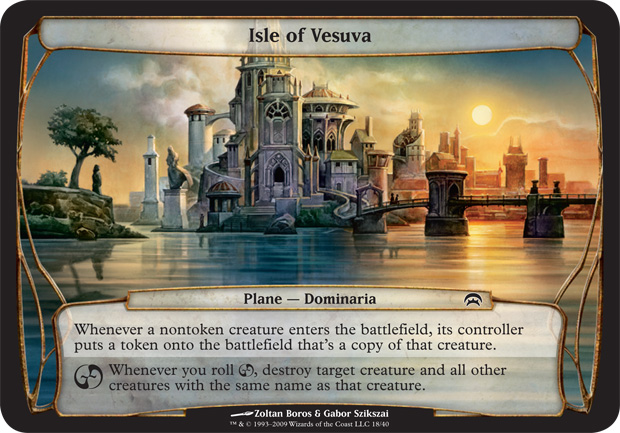 Isle of Vesuva
Plane — Dominaria
Whenever a nontoken creature enters the battlefield, its controller
puts a token onto the battlefield that's a copy of that creature.
Whenever you roll , destroy target creature and all other
creatures with the same name as that creature.
Zoltan Boros & Gabor Szikszai
™ & © 1993–2009 Wizards of the Coast LLC 18/40